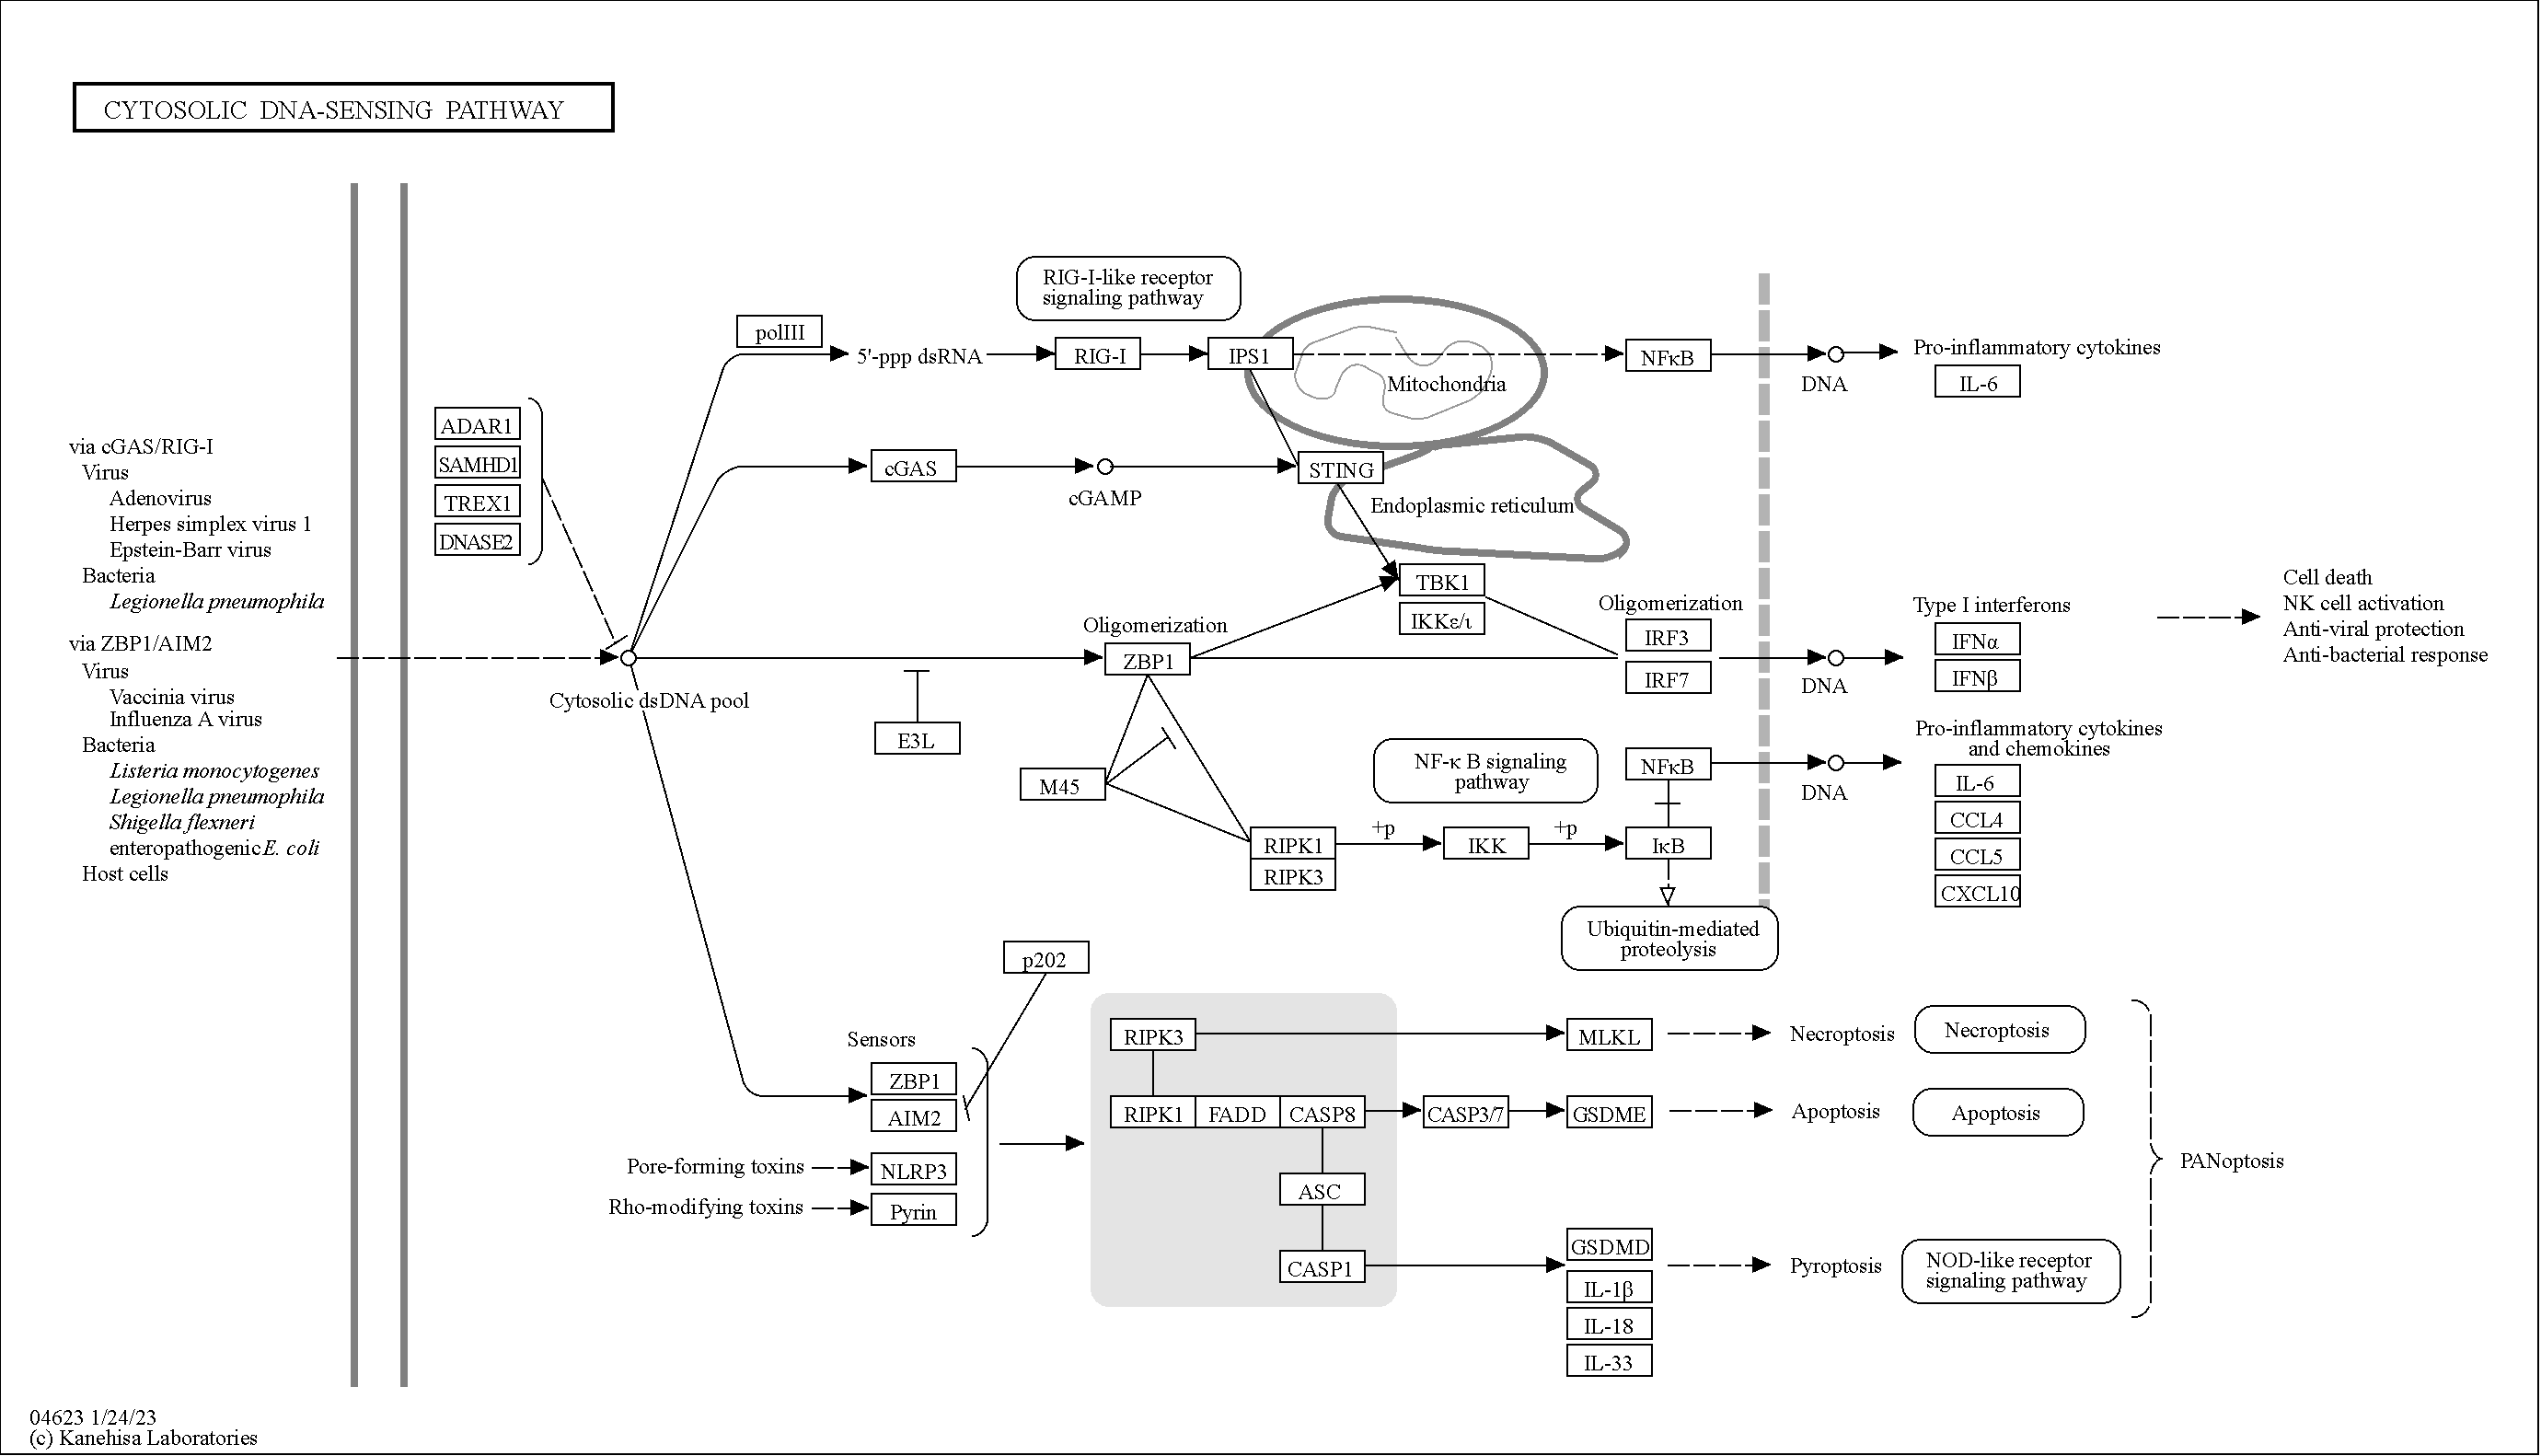 CYTOSOLIC DNA-SENSING PATHWAY
via cGAS/RIG-I
Virus
Adenovirus
Herpes simplex virus 1
Epstein-Barr virus
Bacteria
Legionella pneumophila
via ZBP1/AIM2
Virus
Vaccinia virus
Influenza A virus
Bacteria
Listeria monocytogenes
Legionella pneumophila
Shigella flexneri
enteropathogenic E. coli
Host cells
ADAR1
SAMHD1
TREX1
DNASE2
Cytosolic dsDNA pool
polIII
5'-ppp dsRNA
RIG-I-like receptor
signaling pathway
RIG-I
IPS1
Mitochondria
NFκB
DNA
Pro-inflammatory cytokines
IL-6
cGAS
cGAMP
STING
Endoplasmic reticulum
TBK1
IKKε/ι
Oligomerization
ZBP1
Oligomerization
IRF3
IRF7
DNA
Type I interferons
IFNα
IFNβ
Cell death
NK cell activation
Anti-viral protection
Anti-bacterial response
E3L
M45
NF-κ B signaling
pathway
RIPK1
RIPK3
+p
IKK
+p
IκB
NFκB
DNA
Pro-inflammatory cytokines
and chemokines
IL-6
CCL4
CCL5
CXCL10
Ubiquitin-mediated
proteolysis
p202
Sensors
ZBP1
AIM2
Pore-forming toxins
NLRP3
Rho-modifying toxins
Pyrin
RIPK3
RIPK1
FADD
CASP8
ASC
CASP1
MLKL
Necroptosis
Necroptosis
CASP3/7
GSDME
Apoptosis
Apoptosis
GSDMD
IL-1β
IL-18
IL-33
Pyroptosis
NOD-like receptor
signaling pathway
PANoptosis
04623 1/24/23
(c) Kanehisa Laboratories